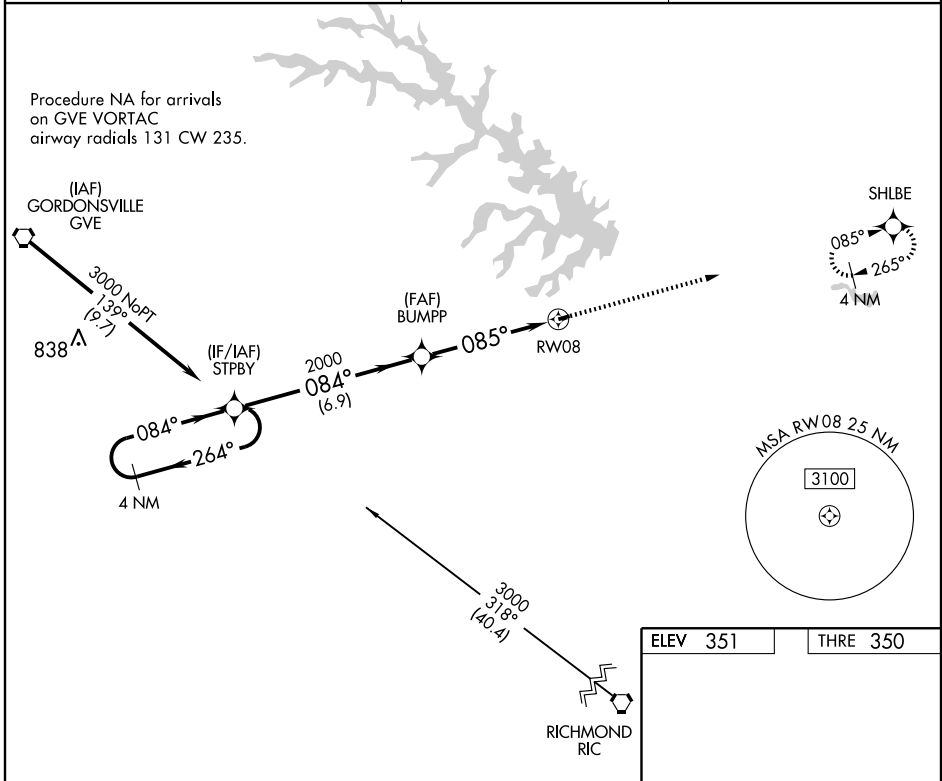 Procedure NA for arrivals
on GVE VORTAC
airway radials 131 CW 235.
(IAF)
GORDONSVILLE
GVE
3000 NoPT
139°
(9.7)
838
(IF/IAF)
STPBY
084°
264°
4 NM
2000
084°
(6.9)
(FAF)
BUMPP
085°
RW08
SHLBE
085°
265°
4 NM
MSA RW08 25 NM
3100
3000
318°
(40.4)
RICHMOND
RIC
ELEV 351
THRE 350